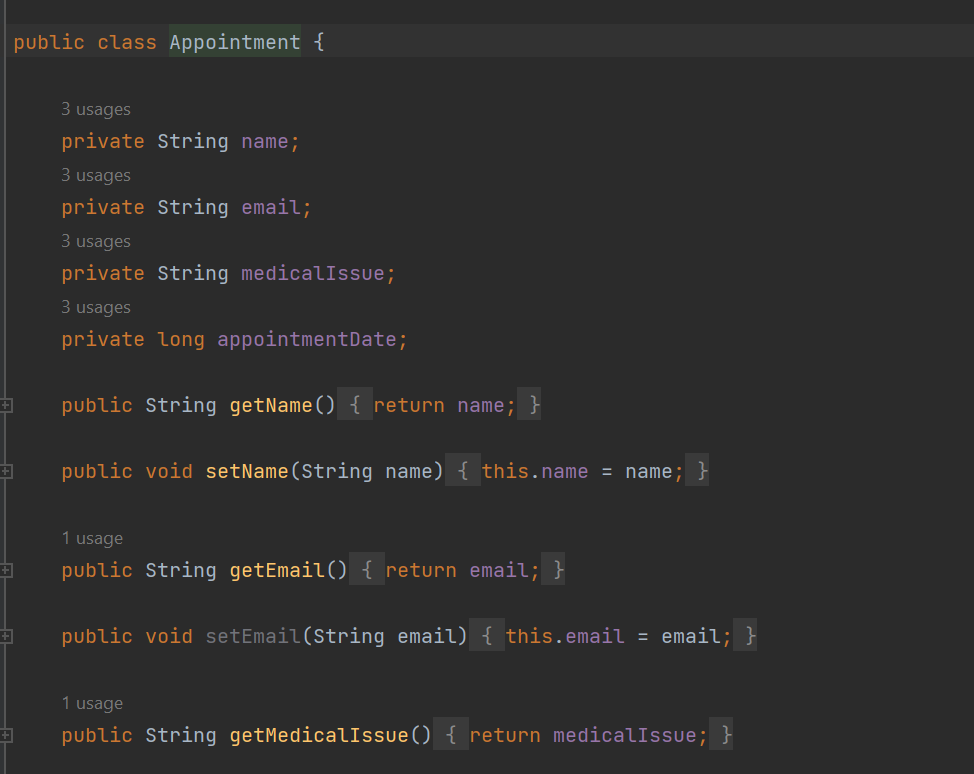 public class Appointment {
3 usages
private String name;
3 usages
private String email;
3 usages
private String medicalIssue;
3 usages
private long appointmentDate;
public String getName() { return name; }
public void setName(String name) { this.name = name; }
1 usage
public String getEmail() { return email; }
public void setEmail(String email) { this.email = email; }
1 usage
public String getMedicalIssue() { return medicalIssue; }